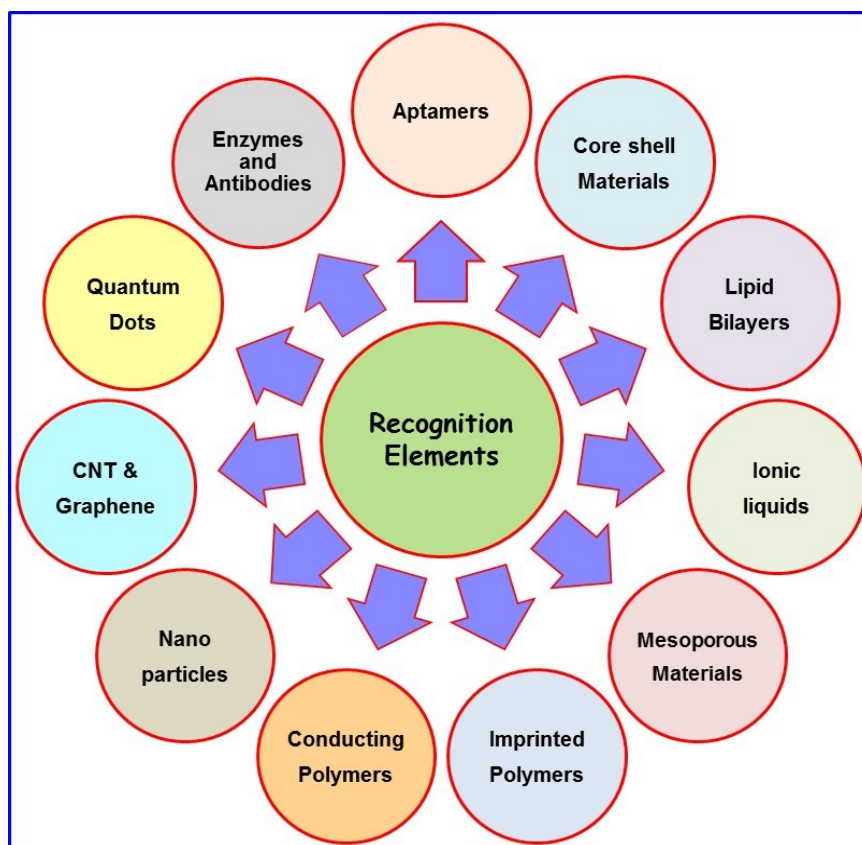 Aptamers
Core shell
Materials
Lipid
Bilayers
Ionic
liquids
Mesoporous
Materials
Imprinted
Polymers
Conducting
Polymers
Nano
particles
CNT &
Graphene
Quantum
Dots
Enzymes
and
Antibodies
Recognition
Elements